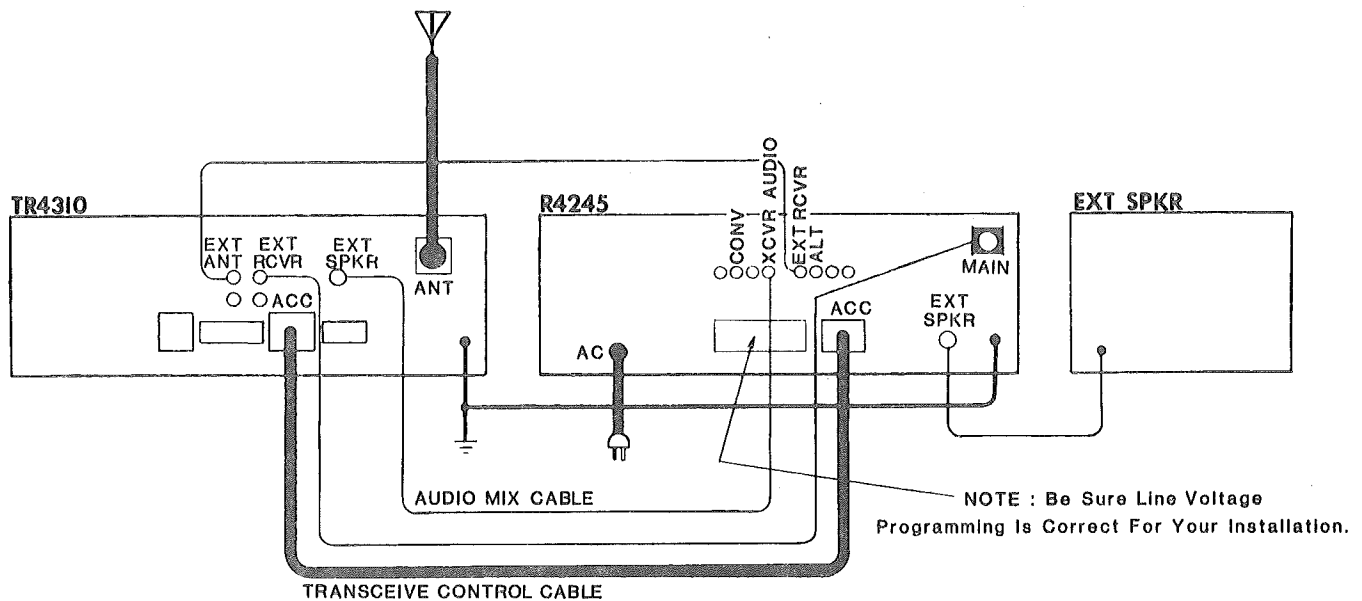 TR4310
R4245
EXT SPKR
EXT
ANT
EXT
RCVR
EXT
SPKR
ANT
ACC
CONV
XCVR AUDIO
EXT RCVR
ALT
MAIN
AC
ACC
EXT
SPKR
AUDIO MIX CABLE
TRANSCEIVE CONTROL CABLE
NOTE : Be Sure Line Voltage
Programming Is Correct For Your Installation.